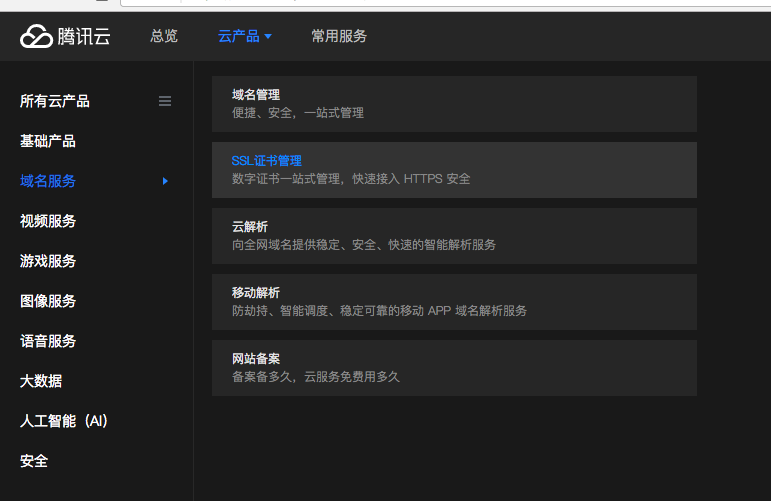 腾讯云 总览 云产品 常用服务
所有云产品
基础产品
域名服务
视频服务
游戏服务
图像服务
语音服务
大数据
人工智能（AI）
安全
域名管理
便捷、安全，一站式管理
SSL证书管理
数字证书一站式管理，快速接入 HTTPS 安全
云解析
向全网域名提供稳定、安全、快速的智能解析服务
移动解析
防劫持、智能调度、稳定可靠的移动 APP 域名解析服务
网站备案
备案备多久，云服务免费用多久